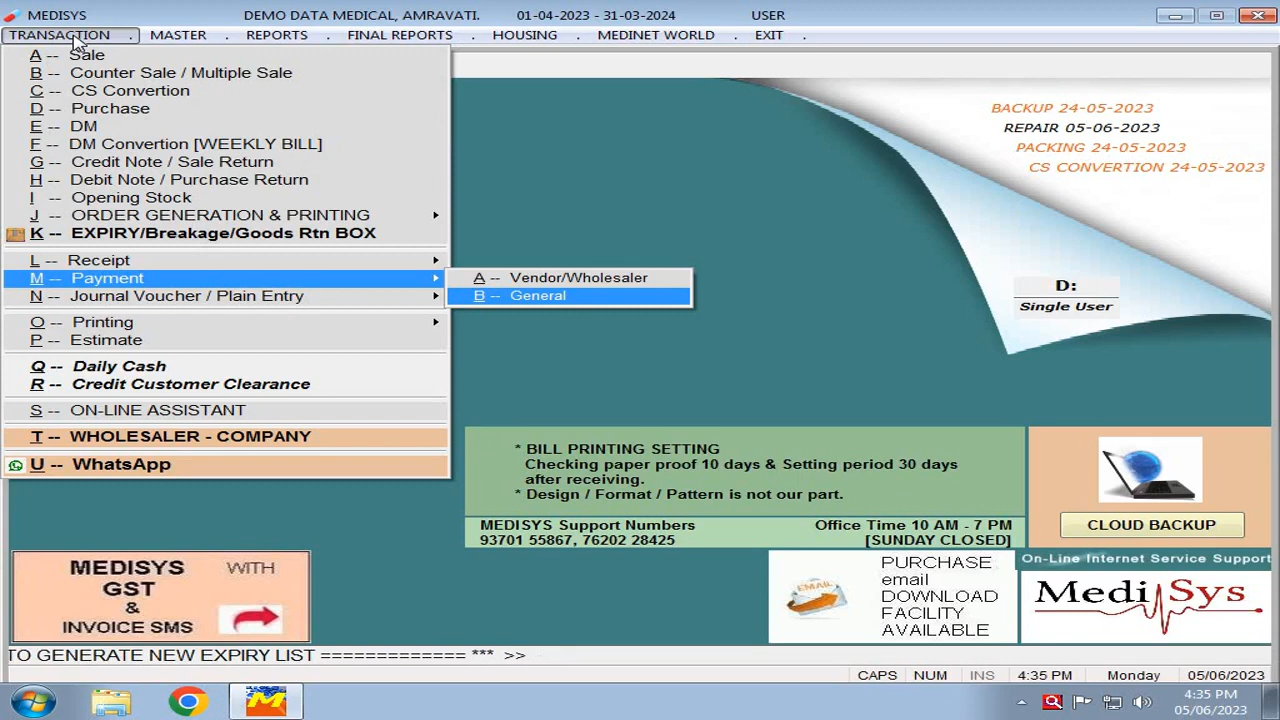 MEDISYS DEMO DATA MEDICAL, AMRAVATI. 01-04-2023 - 31-03-2024 USER
TRANSACTION . MASTER . REPORTS . FINAL REPORTS . HOUSING . MEDINET WORLD . EXIT .
A -- Sale
B -- Counter Sale / Multiple Sale
C -- CS Convertion
D -- Purchase
E -- DM
F -- DM Convertion [WEEKLY BILL]
G -- Credit Note / Sale Return
H -- Debit Note / Purchase Return
I -- Opening Stock
J -- ORDER GENERATION & PRINTING
K -- EXPIRY/Breakage/Goods Rtn BOX
L -- Receipt
M -- Payment
N -- Journal Voucher / Plain Entry
O -- Printing
P -- Estimate
Q -- Daily Cash
R -- Credit Customer Clearance
S -- ON-LINE ASSISTANT
T -- WHOLESALER - COMPANY
U -- WhatsApp
A -- Vendor/Wholesaler
B -- General
BACKUP 24-05-2023
REPAIR 05-06-2023
PACKING 24-05-2023
CS CONVERTION 24-05-2023
D:
Single User
* BILL PRINTING SETTING
Checking paper proof 10 days & Setting period 30 days
after receiving.
* Design / Format / Pattern is not our part.
MEDISYS Support Numbers Office Time 10 AM - 7 PM
93701 55867, 76202 28425 [SUNDAY CLOSED]
CLOUD BACKUP
MEDISYS WITH
GST
&
INVOICE SMS
EMAIL
PURCHASE
email
DOWNLOAD
FACILITY
AVAILABLE
On-Line Internet Service Support
MediSys
TO GENERATE NEW EXPIRY LIST ============= *** >>
CAPS NUM INS 4:35 PM Monday 05/06/2023
4:35 PM
05/06/2023